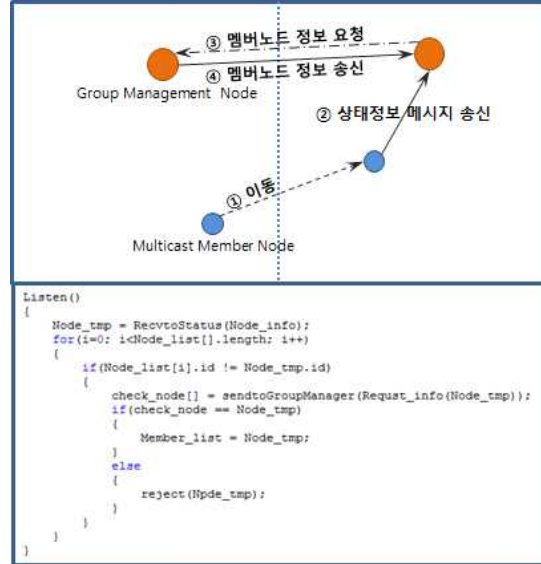 ③ 멤버노드 정보 요청
④ 멤버노드 정보 송신
Group Management Node
② 상태정보 메시지 송신
① 이동
Multicast Member Node
Listen()
{
Node_tmp = RecvtoStatus(Node_info);
for(i=0; i<Node_list[].length; i++)
{
if(Node_list[i].id != Node_tmp.id)
{
check_node[] = sendtoGroupManager(Requst_info(Node_tmp));
if(check_node == Node_tmp)
{
Member_list = Node_tmp;
}
else
{
reject(Npde_tmp);
}
}
}
}